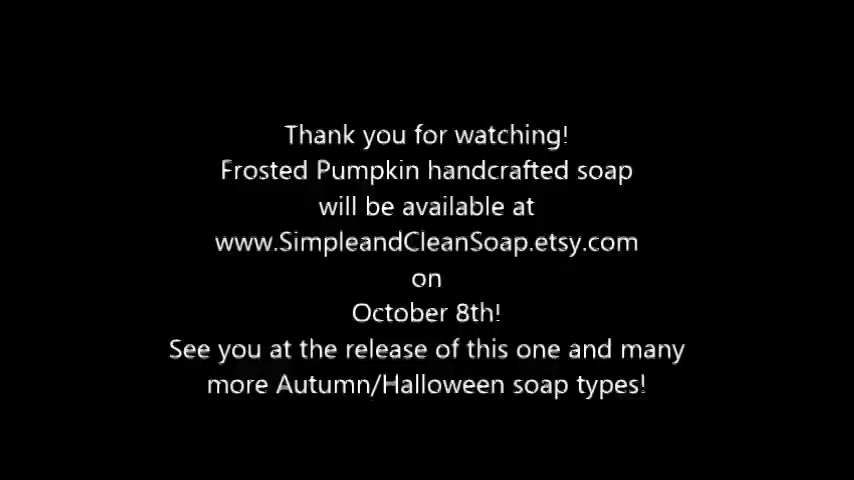 Thank you for watching!
Frosted Pumpkin handcrafted soap
will be available at
www.SimpleandCleanSoap.etsy.com
on
October 8th!
See you at the release of this one and many
more Autumn/Halloween soap types!